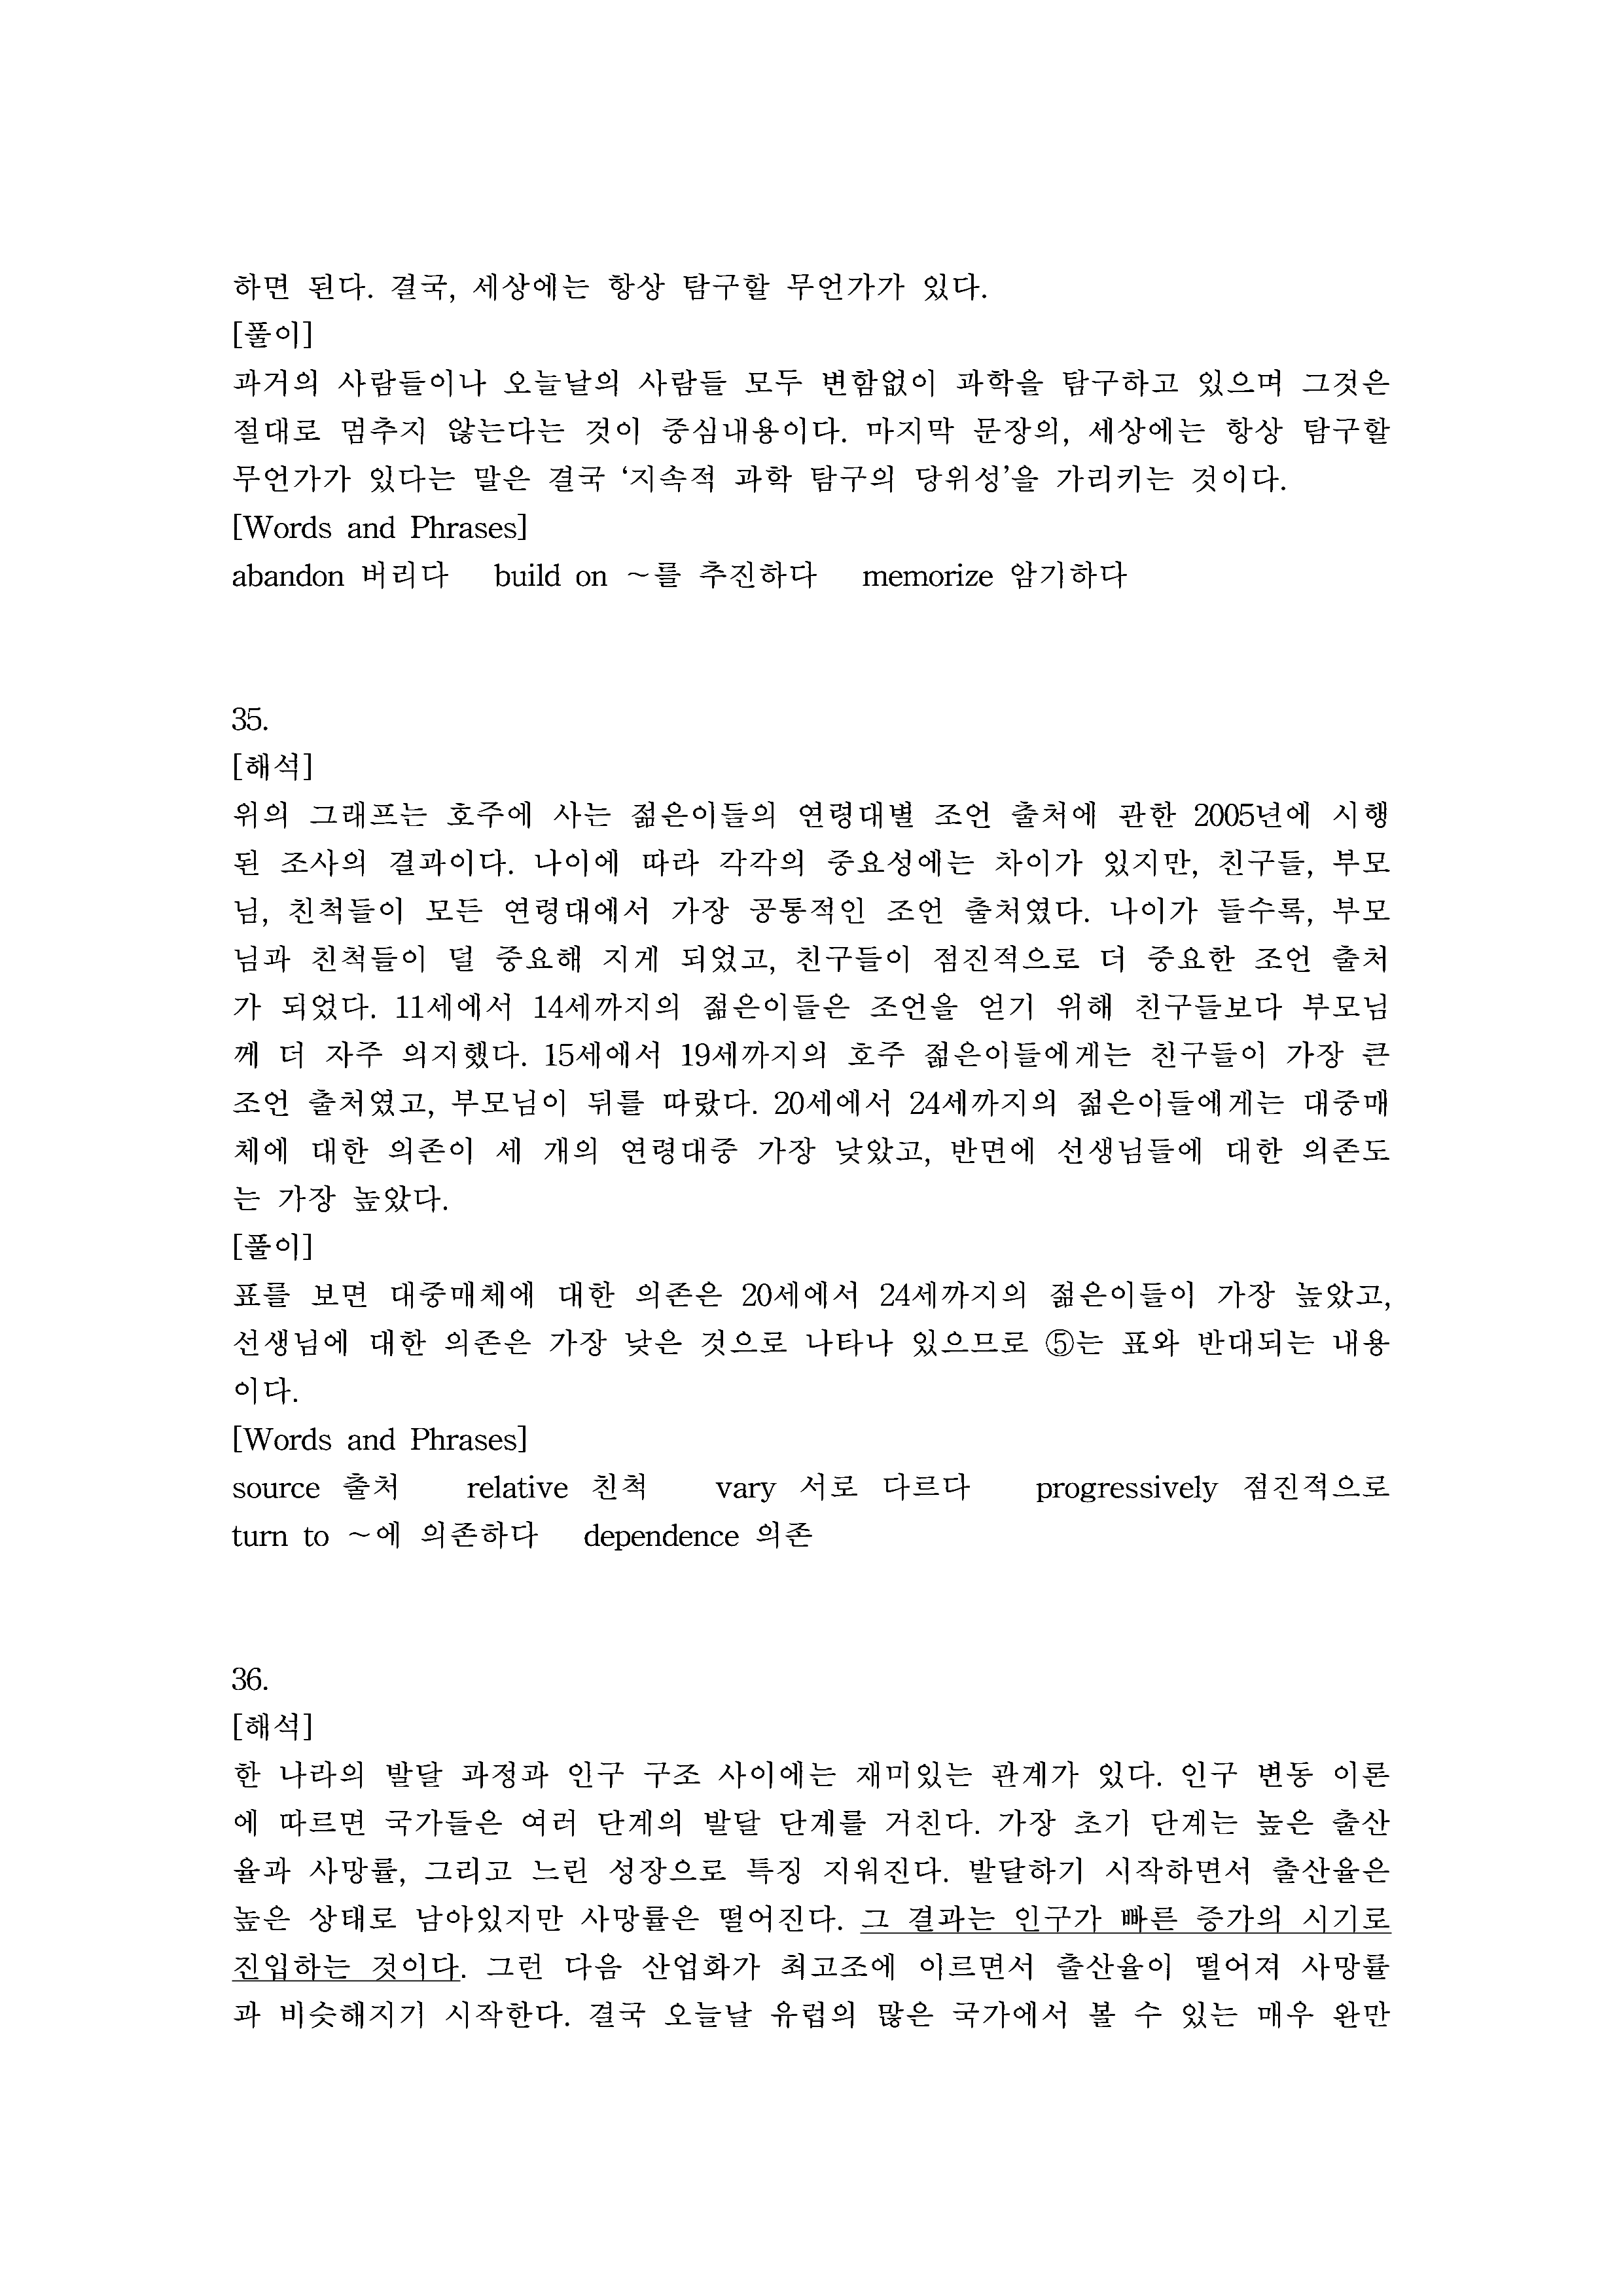 하면 된다. 결국, 세상에는 항상 탐구할 무언가가 있다.
[풀이]
과거의 사람들이나 오늘날의 사람들 모두 변함없이 과학을 탐구하고 있으며 그것은
절대로 멈추지 않는다는 것이 중심내용이다. 마지막 문장의, 세상에는 항상 탐구할
무언가가 있다는 말은 결국 ‘지속적 과학 탐구의 당위성’을 가리키는 것이다.
[Words and Phrases]
abandon 버리다 build on ~를 추진하다 memorize 암기하다
35.
[해석]
위의 그래프는 호주에 사는 젊은이들의 연령대별 조언 출처에 관한 2005년에 시행
된 조사의 결과이다. 나이에 따라 각각의 중요성에는 차이가 있지만, 친구들, 부모
님, 친척들이 모든 연령대에서 가장 공통적인 조언 출처였다. 나이가 들수록, 부모
님과 친척들이 덜 중요해 지게 되었고, 친구들이 점진적으로 더 중요한 조언 출처
가 되었다. 11세에서 14세까지의 젊은이들은 조언을 얻기 위해 친구들보다 부모님
께 더 자주 의지했다. 15세에서 19세까지의 호주 젊은이들에게는 친구들이 가장 큰
조언 출처였고, 부모님이 뒤를 따랐다. 20세에서 24세까지의 젊은이들에게는 대중매
체에 대한 의존이 세 개의 연령대중 가장 낮았고, 반면에 선생님들에 대한 의존도
는 가장 높았다.
[풀이]
표를 보면 대중매체에 대한 의존은 20세에서 24세까지의 젊은이들이 가장 높았고,
선생님에 대한 의존은 가장 낮은 것으로 나타나 있으므로 ⑤는 표와 반대되는 내용
이다.
[Words and Phrases]
source 출처 relative 친척 vary 서로 다르다 progressively 점진적으로
turn to ~에 의존하다 dependence 의존
36.
[해석]
한 나라의 발달 과정과 인구 구조 사이에는 재미있는 관계가 있다. 인구 변동 이론
에 따르면 국가들은 여러 단계의 발달 단계를 거친다. 가장 초기 단계는 높은 출산
율과 사망률, 그리고 느린 성장으로 특징 지워진다. 발달하기 시작하면서 출산율은
높은 상태로 남아있지만 사망률은 떨어진다. 그 결과는 인구가 빠른 증가의 시기로
진입하는 것이다. 그런 다음 산업화가 최고조에 이르면서 출산율이 떨어져 사망률
과 비슷해지기 시작한다. 결국 오늘날 유럽의 많은 국가에서 볼 수 있는 매우 완만